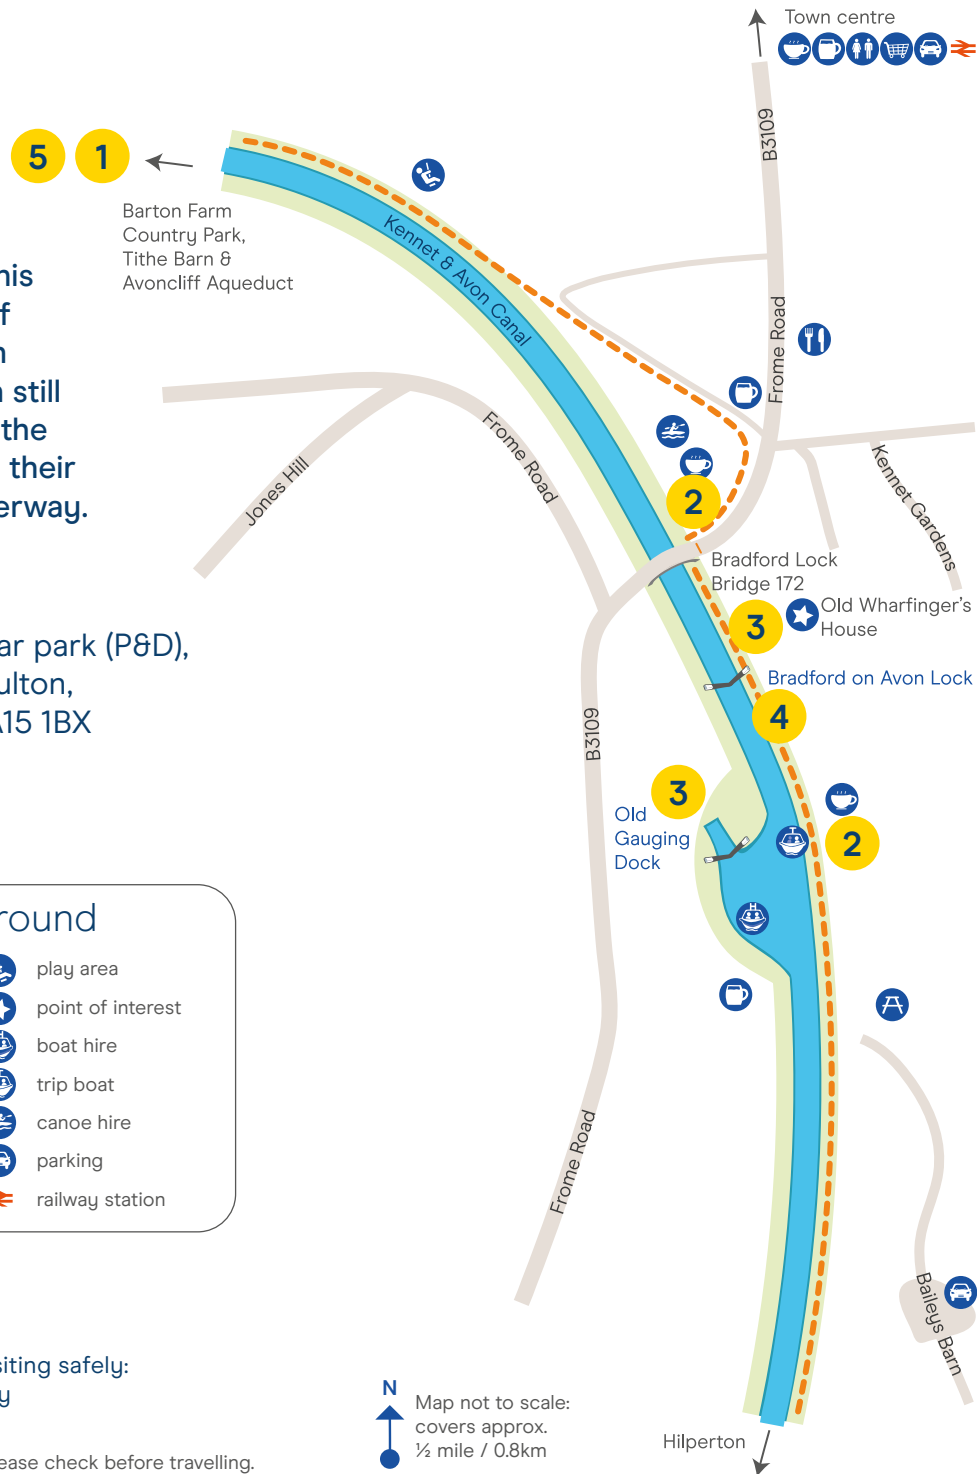 Town centre
B3109
5 1
Barton Farm
Country Park,
Tithe Barn &
Avoncliff Aqueduct
Kennet & Avon Canal
Frome Road
Frome Road
Jones Hill
Kennet Gardens
2
Bradford Lock
Bridge 172
3
Old Wharfinger's
House
Bradford on Avon Lock
4
B3109
3
Old
Gauging
Dock
2
Frome Road
Baileys Barn
Hilperton
still
the
their
erway.
ar park (P&D),
ulton,
A15 1BX
round
play area
point of interest
boat hire
trip boat
canoe hire
parking
railway station
siting safely:
y
ease check before travelling.
N
Map not to scale:
covers approx.
½ mile / 0.8km